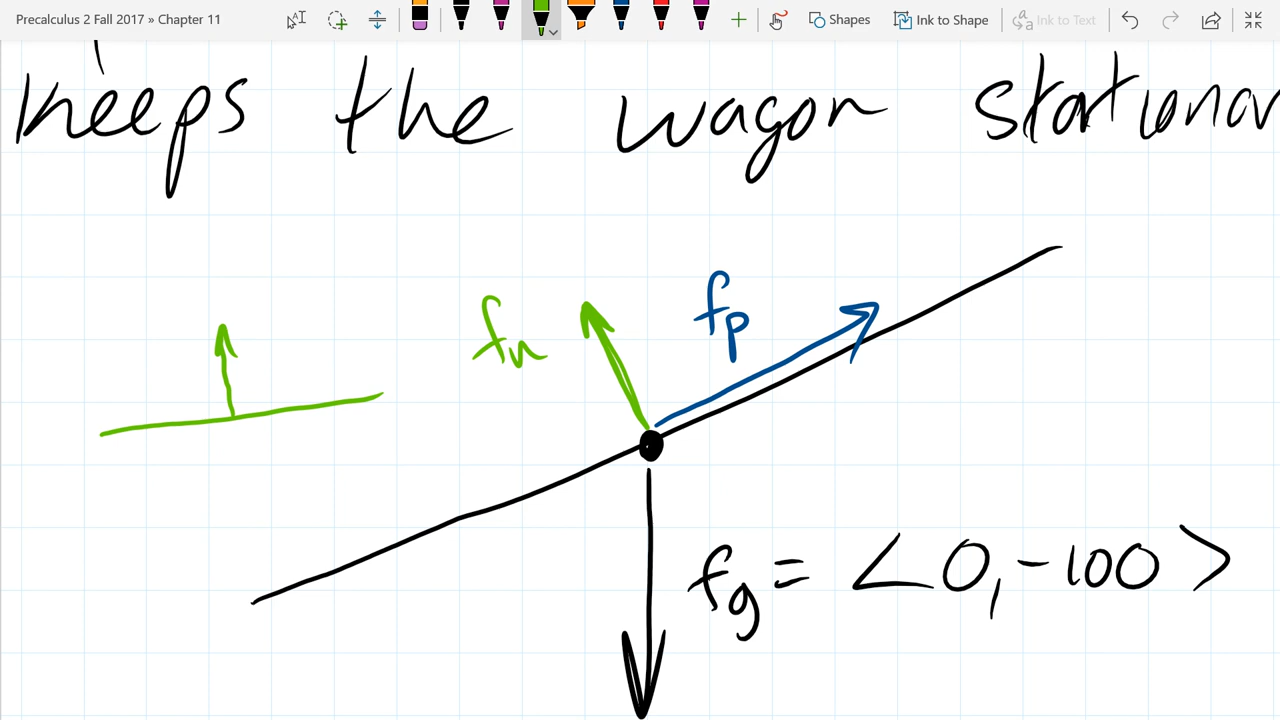 Precalculus 2 Fall 2017 » Chapter 11
Shapes
Ink to Shape
Ink to Text
keeps the wagon stationar
fn
fp
fg = <0, -100>